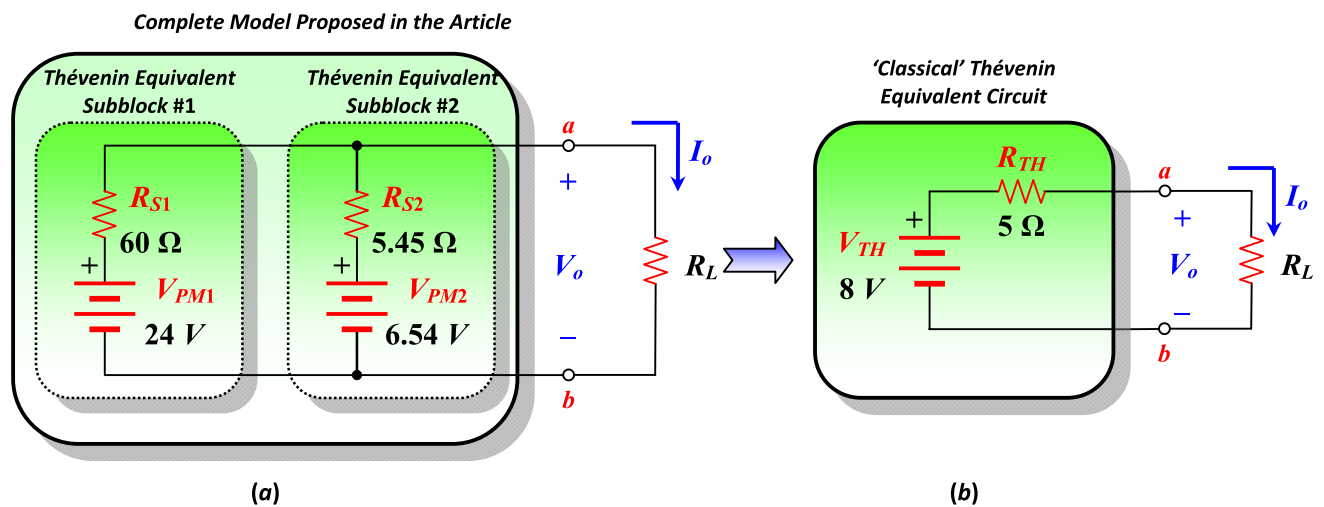 Complete Model Proposed in the Article
Thévenin Equivalent
Subblock #1
Thévenin Equivalent
Subblock #2
R_S1
60 Ω
+
V_PM1
24 V
R_S2
5.45 Ω
+
V_PM2
6.54 V
a
+
V_o
−
b
I_o
R_L
(a)
‘Classical’ Thévenin
Equivalent Circuit
R_TH
5 Ω
+
V_TH
8 V
a
+
V_o
−
b
I_o
R_L
(b)